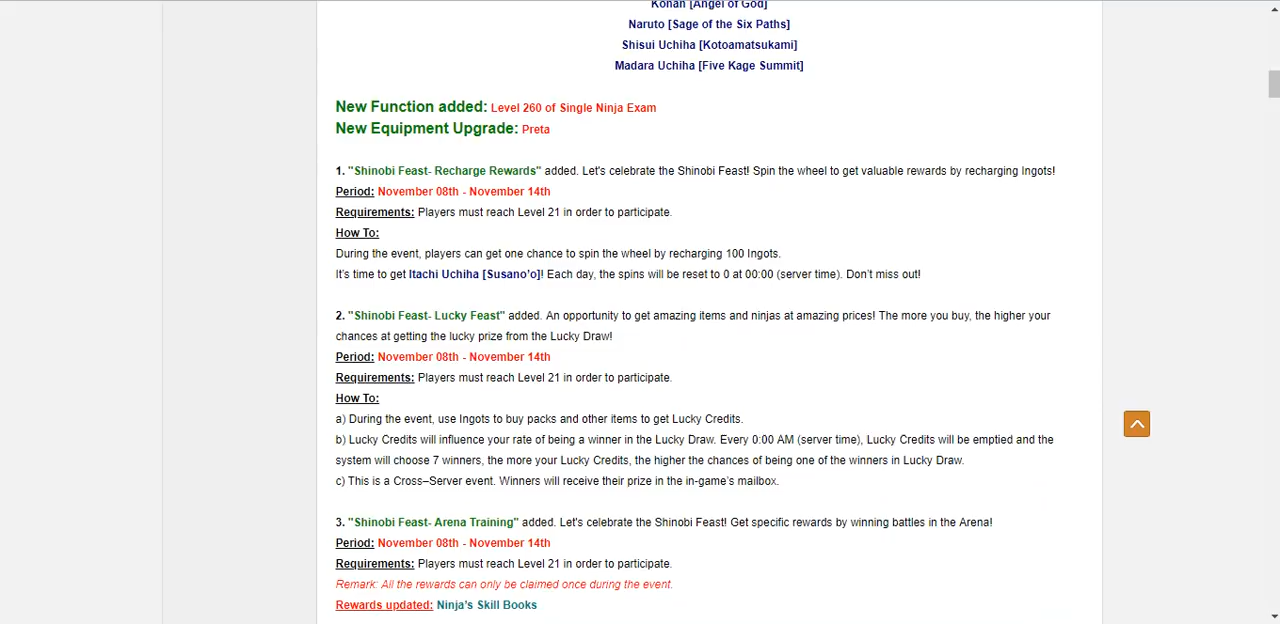 Konan [Angel of God]
Naruto [Sage of the Six Paths]
Shisui Uchiha [Kotoamatsukami]
Madara Uchiha [Five Kage Summit]
New Function added: Level 260 of Single Ninja Exam
New Equipment Upgrade: Preta
1. "Shinobi Feast- Recharge Rewards" added. Let's celebrate the Shinobi Feast! Spin the wheel to get valuable rewards by recharging Ingots!
Period: November 08th - November 14th
Requirements: Players must reach Level 21 in order to participate.
How To:
During the event, players can get one chance to spin the wheel by recharging 100 Ingots.
It’s time to get Itachi Uchiha [Susano’o]! Each day, the spins will be reset to 0 at 00:00 (server time). Don’t miss out!
2. "Shinobi Feast- Lucky Feast" added. An opportunity to get amazing items and ninjas at amazing prices! The more you buy, the higher your
chances at getting the lucky prize from the Lucky Draw!
Period: November 08th - November 14th
Requirements: Players must reach Level 21 in order to participate.
How To:
a) During the event, use Ingots to buy packs and other items to get Lucky Credits.
b) Lucky Credits will influence your rate of being a winner in the Lucky Draw. Every 0:00 AM (server time), Lucky Credits will be emptied and the
system will choose 7 winners, the more your Lucky Credits, the higher the chances of being one of the winners in Lucky Draw.
c) This is a Cross–Server event. Winners will receive their prize in the in-game’s mailbox.
3. "Shinobi Feast- Arena Training" added. Let's celebrate the Shinobi Feast! Get specific rewards by winning battles in the Arena!
Period: November 08th - November 14th
Requirements: Players must reach Level 21 in order to participate.
Remark: All the rewards can only be claimed once during the event.
Rewards updated: Ninja’s Skill Books